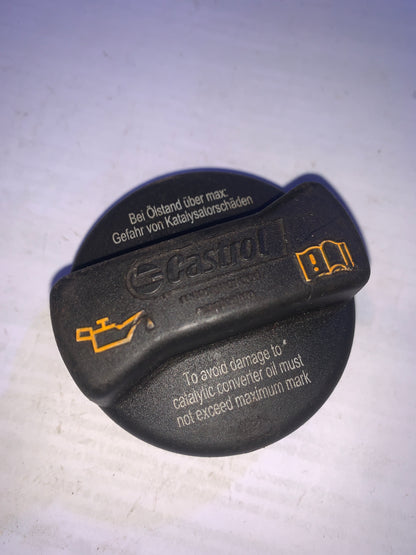 Bei Ölstand über max:
Gefahr von Katalysatorschäden
Castrol
To avoid damage to
catalytic converter oil must
not exceed maximum mark